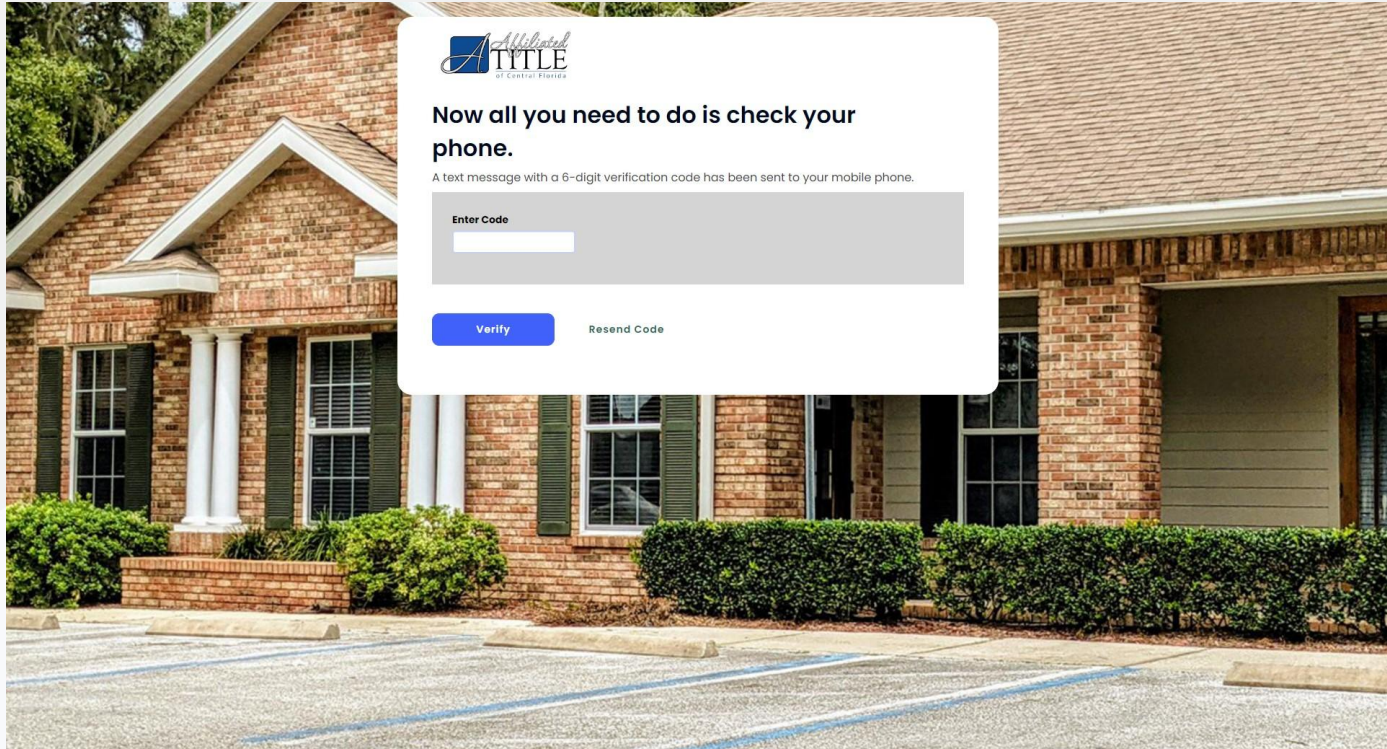 Affiliated
A TITLE
of Central Florida
Now all you need to do is check your
phone.
A text message with a 6-digit verification code has been sent to your mobile phone.
Enter Code
Verify
Resend Code